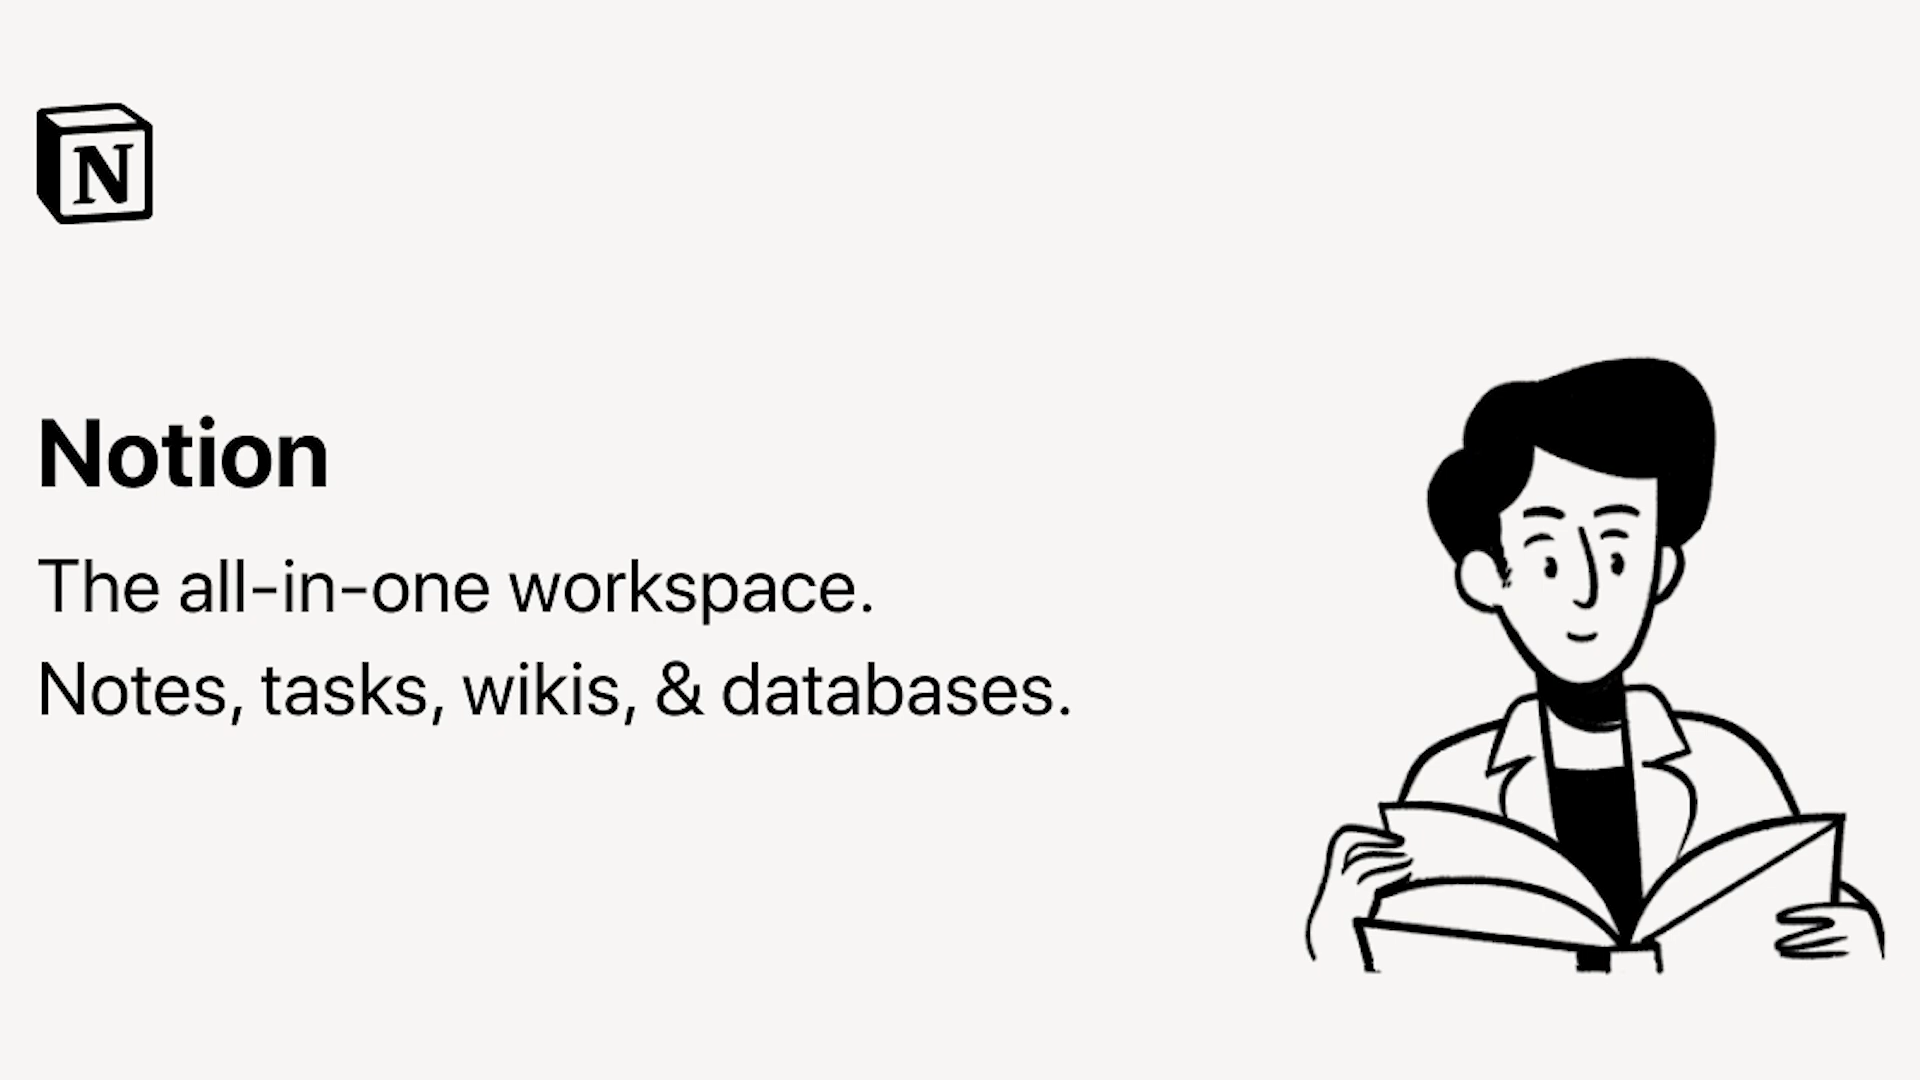 N
Notion
The all-in-one workspace.
Notes, tasks, wikis, & databases.